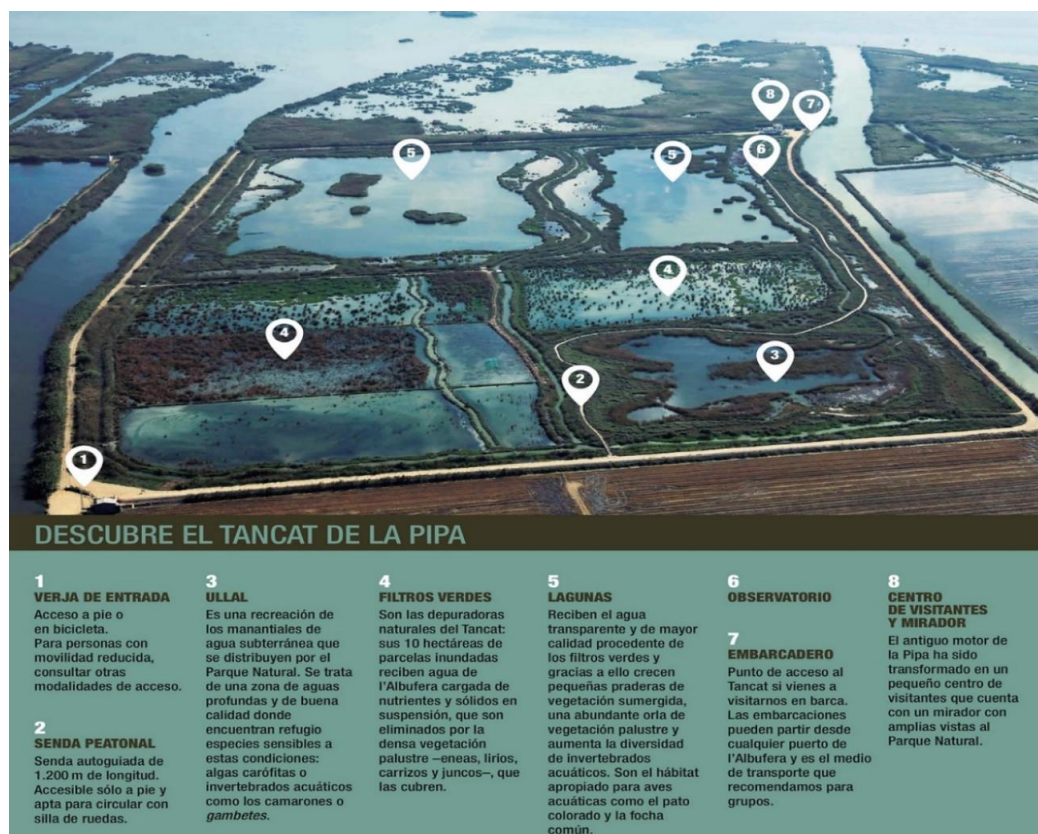 8
7
5
5
6
4
4
3
2
1
DESCUBRE EL TANCAT DE LA PIPA
1
VERJA DE ENTRADA
Acceso a pie o
en bicicleta.
Para personas con
movilidad reducida,
consultar otras
modalidades de acceso.
2
SENDA PEATONAL
Senda autoguiada de
1.200 m de longitud.
Accesible sólo a pie y
apta para circular con
silla de ruedas.
3
ULLAL
Es una recreación de
los manantiales de
agua subterránea que
se distribuyen por el
Parque Natural. Se trata
de una zona de aguas
profundas y de buena
calidad donde
encuentran refugio
especies sensibles a
estas condiciones:
algas carófitas o
invertebrados acuáticos
como los camarones o
gambetes.
4
FILTROS VERDES
Son las depuradoras
naturales del Tancat:
sus 10 hectáreas de
parcelas inundadas
reciben agua de
l'Albufera cargada de
nutrientes y sólidos en
suspensión, que son
eliminados por la
densa vegetación
palustre –eneas, lirios,
carrizos y juncos–, que
las cubren.
5
LAGUNAS
Reciben el agua
transparente y de mayor
calidad procedente de
los filtros verdes y
gracias a ello crecen
pequeñas praderas de
vegetación sumergida,
una abundante orla de
vegetación palustre y
aumenta la diversidad
de invertebrados
acuáticos. Son el hábitat
apropiado para aves
acuáticas como el pato
colorado y la focha
común.
6
OBSERVATORIO
7
EMBARCADERO
Punto de acceso al
Tancat si vienes a
visitarnos en barca.
Las embarcaciones
pueden partir desde
cualquier puerto de
l'Albufera y es el medio
de transporte que
recomendamos para
grupos.
8
CENTRO
DE VISITANTES
Y MIRADOR
El antiguo motor de
la Pipa ha sido
transformado en un
pequeño centro de
visitantes que cuenta
con un mirador con
amplias vistas al
Parque Natural.